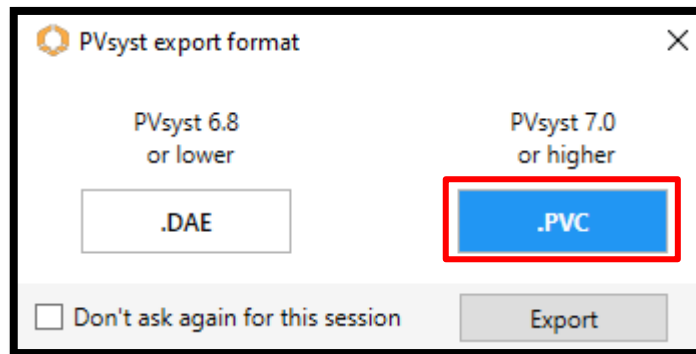 PVsyst export format
PVsyst 6.8
or lower
PVsyst 7.0
or higher
.DAE
.PVC
Don't ask again for this session
Export